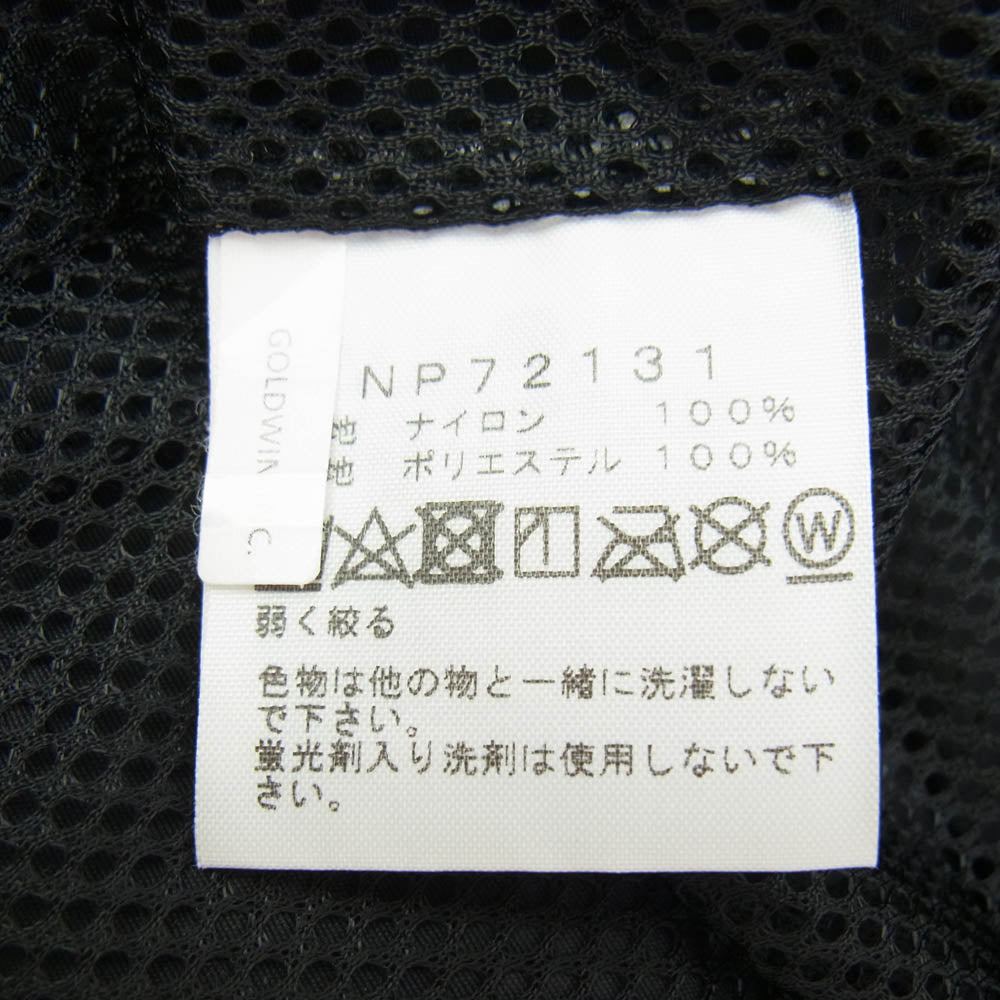 GOLDWIN C.
NP72131
地 ナイロン 100%
地 ポリエステル 100%
W
弱く絞る
色物は他の物と一緒に洗濯しない
で下さい。
蛍光剤入り洗剤は使用しないで下
さい。